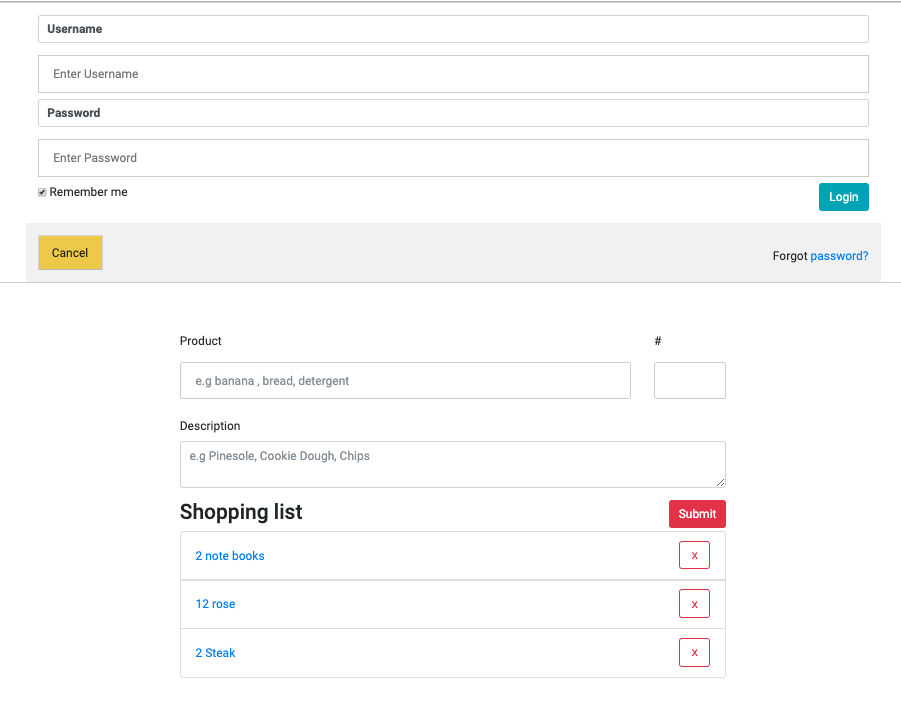 Username
Enter Username
Password
Enter Password
Remember me
Login
Cancel
Forgot password?
Product #
e.g banana , bread, detergent
Description
e.g Pinesole, Cookie Dough, Chips
Shopping list Submit
2 note books x
12 rose x
2 Steak x